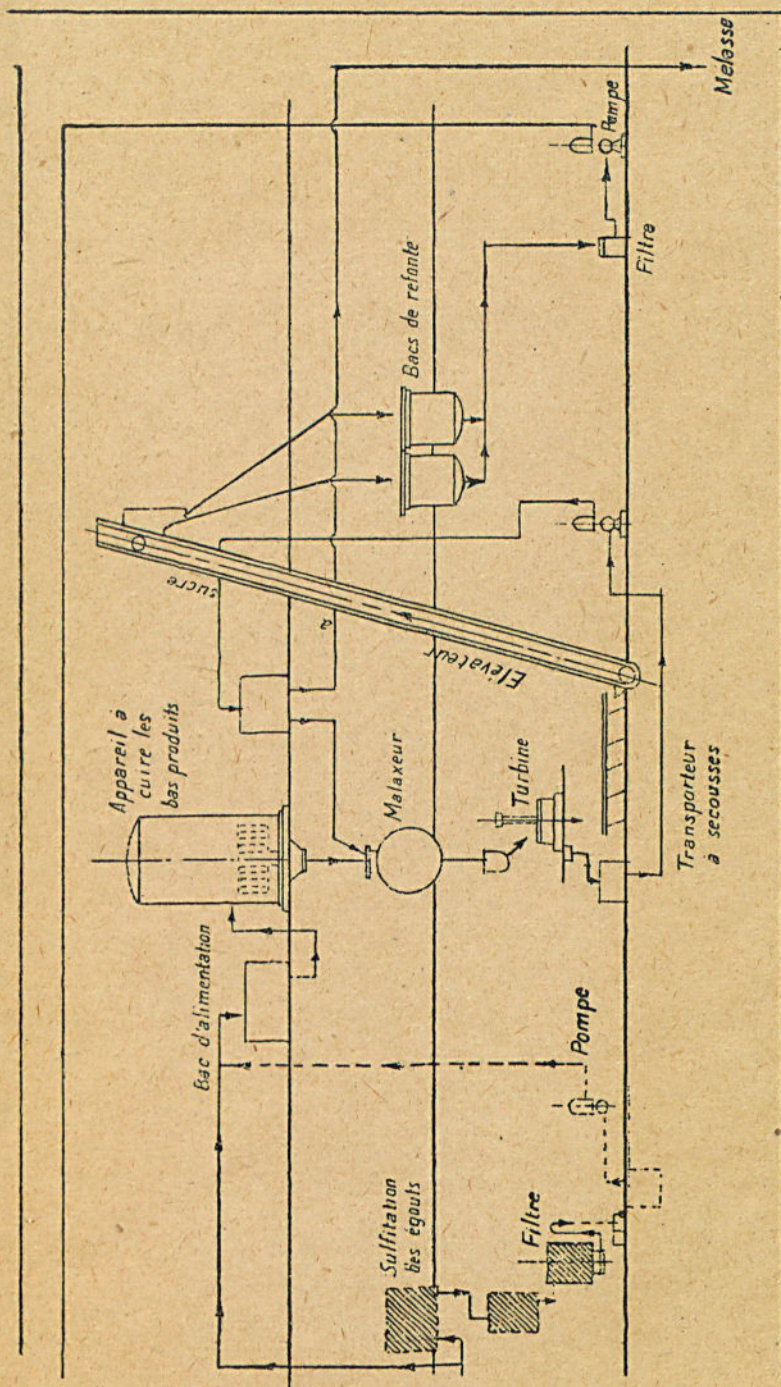 Sulfitation
des égouts
Filtre
Pompe
Bac d'alimentation
Appareil à
cuire les
bas produits
Malaxeur
Turbine
Transporteur
à secousses
Elévateur
à
sucre
Bacs de refonte
Filtre
Pompe
Mélasse